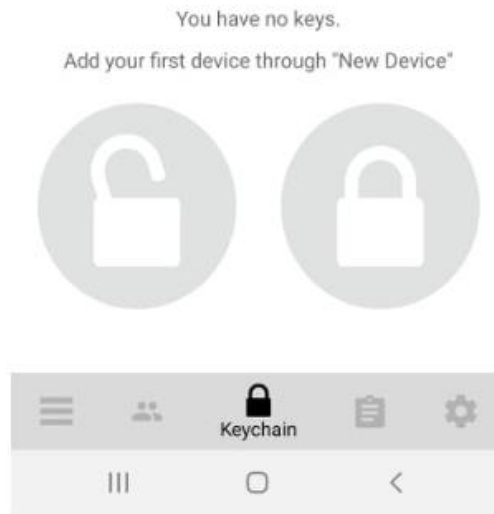 You have no keys.
Add your first device through "New Device"
Keychain